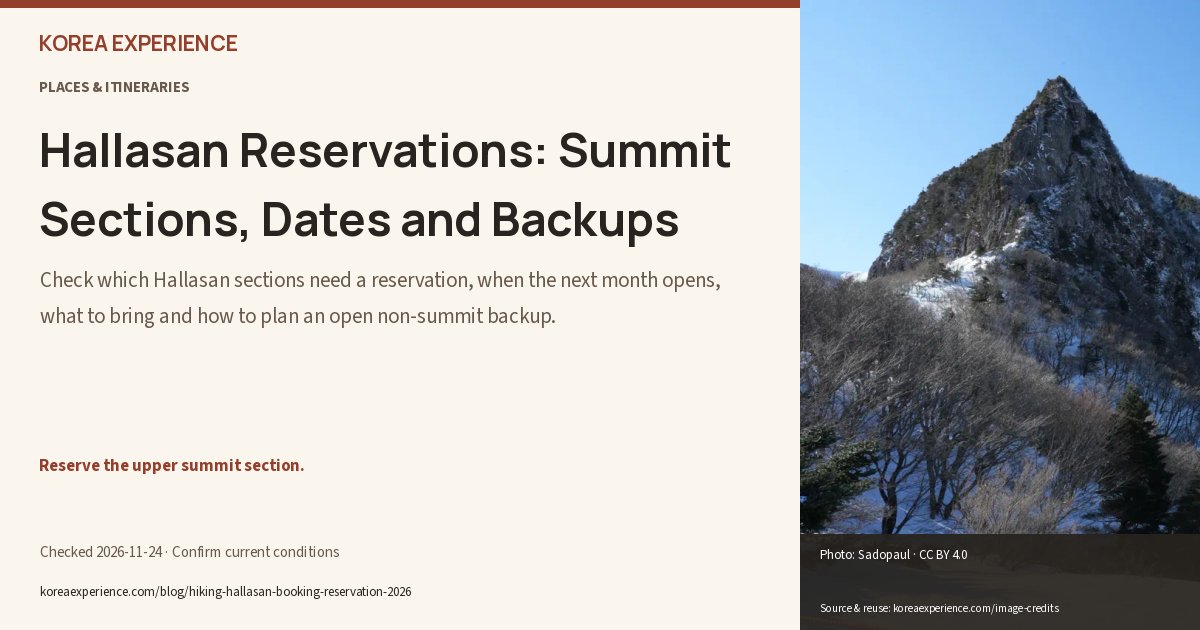 KOREA EXPERIENCE
PLACES & ITINERARIES
Hallasan Reservations: Summit
Sections, Dates and Backups
Check which Hallasan sections need a reservation, when the next month opens,
what to bring and how to plan an open non-summit backup.
Reserve the upper summit section.
Checked 2026-11-24 · Confirm current conditions
koreaexperience.com/blog/hiking-hallasan-booking-reservation-2026
Photo: Sadopaul · CC BY 4.0
Source & reuse: koreaexperience.com/image-credits